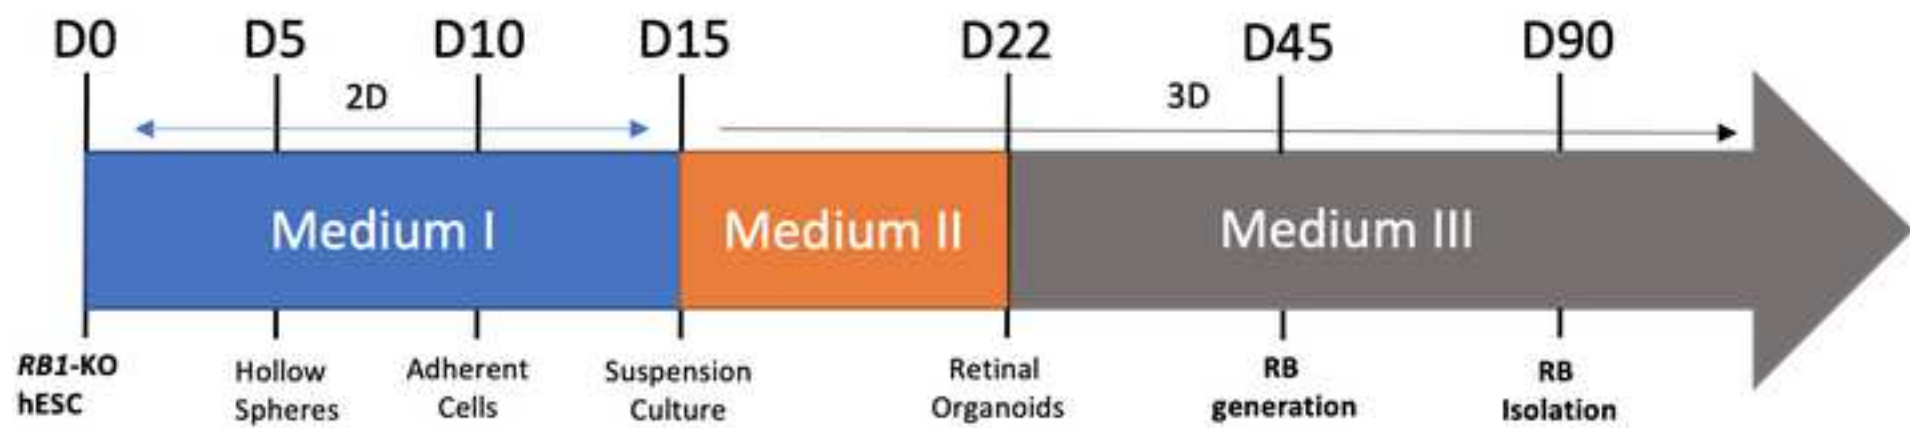 D0 D5 D10 D15 D22 D45 D90
2D 3D
Medium I Medium II Medium III
RB1-KO
hESC
Hollow
Spheres
Adherent
Cells
Suspension
Culture
Retinal
Organoids
RB
generation
RB
Isolation